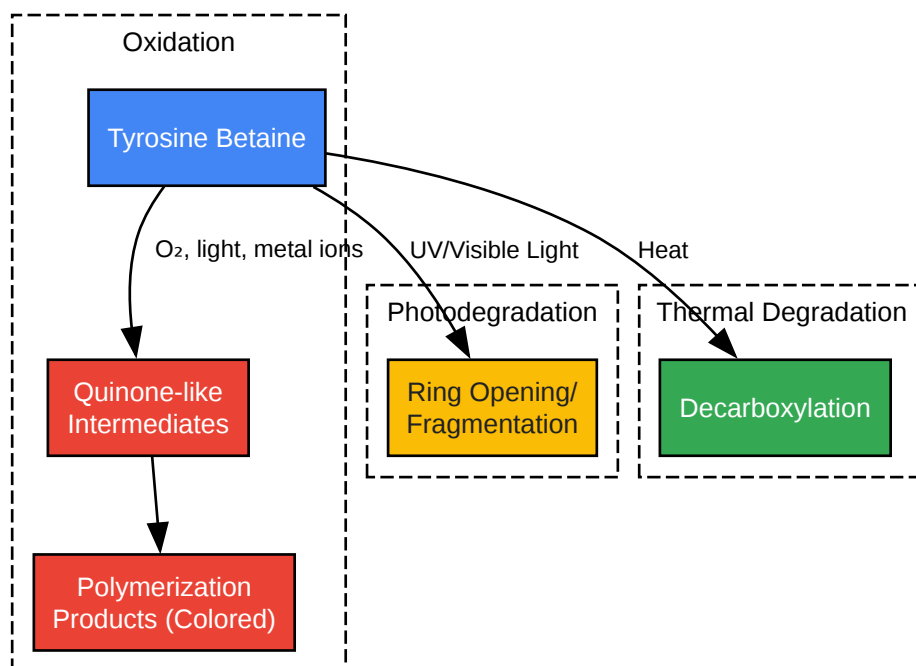 Oxidation
Tyrosine Betaine
O₂, light, metal ions
UV/Visible Light
Heat
Photodegradation
Thermal Degradation
Quinone-like
Intermediates
Ring Opening/
Fragmentation
Decarboxylation
Polymerization
Products (Colored)